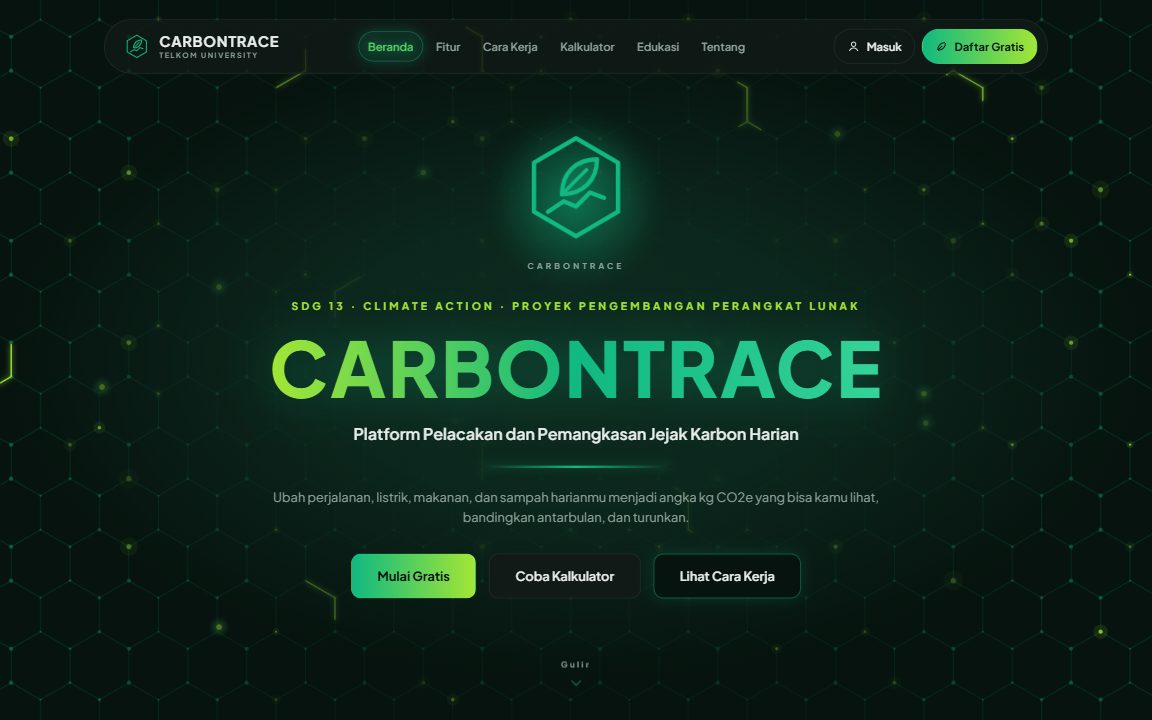 CARBONTRACE
TELKOM UNIVERSITY
Beranda
Fitur
Cara Kerja
Kalkulator
Edukasi
Tentang
Masuk
Daftar Gratis
CARBONTRACE
SDG 13 · CLIMATE ACTION · PROYEK PENGEMBANGAN PERANGKAT LUNAK
CARBONTRACE
Platform Pelacakan dan Pemangkasan Jejak Karbon Harian
Ubah perjalanan, listrik, makanan, dan sampah harianmu menjadi angka kg CO2e yang bisa kamu lihat,
bandingkan antarbulan, dan turunkan.
Mulai Gratis
Coba Kalkulator
Lihat Cara Kerja
Gulir